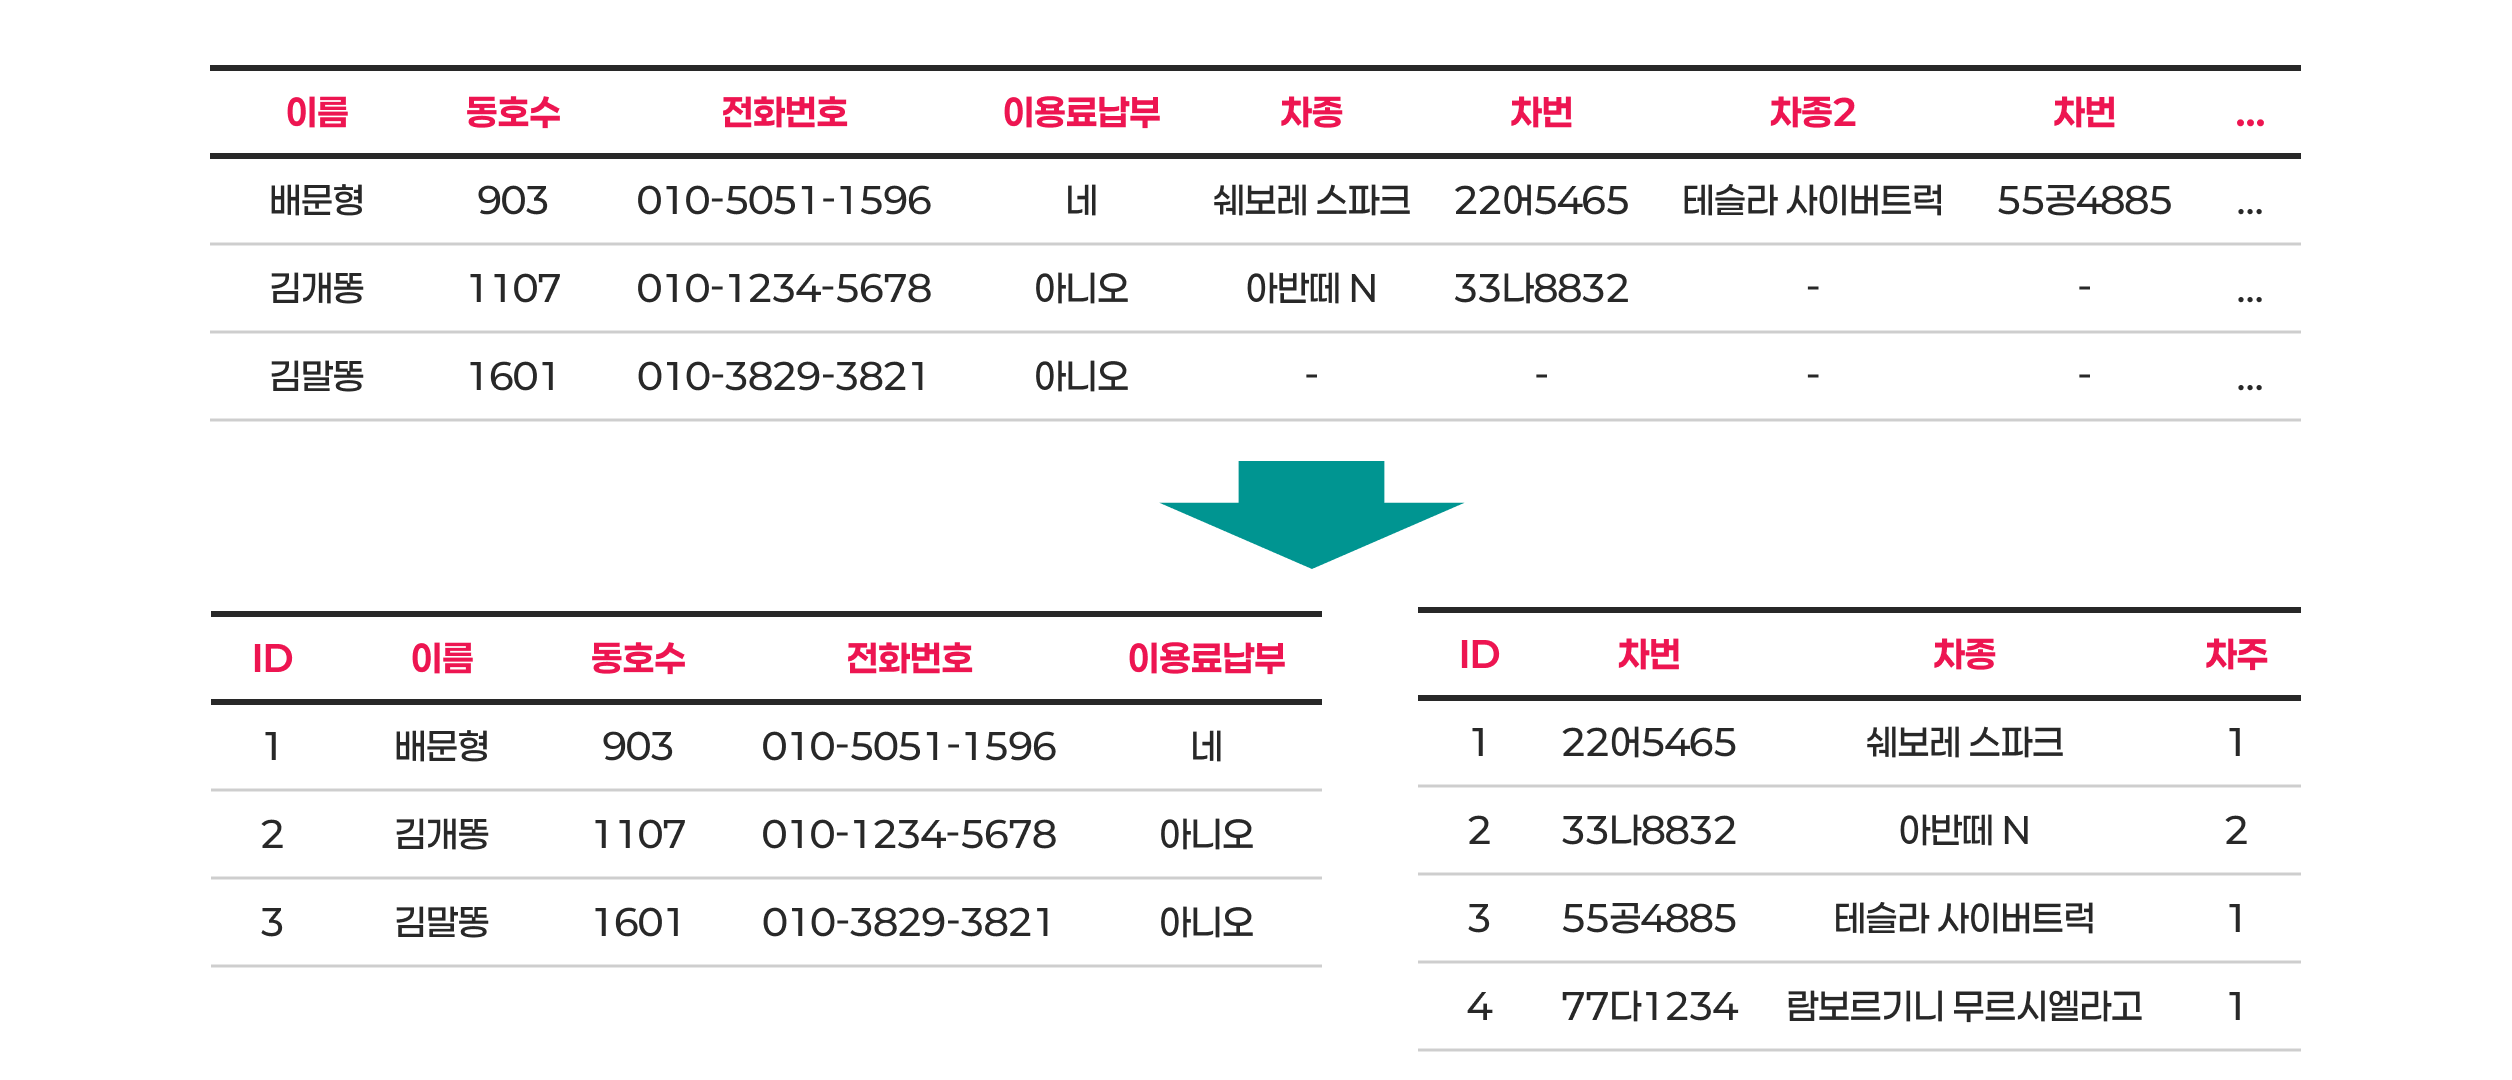 이름 동호수 전화번호 이용료납부 차종 차번 차종2 차번 ...
배문형 903 010-5051-1596 네 쉐보레 스파크 220어5465 테슬라 사이버트럭 55공4885 ...
김개똥 1107 010-1234-5678 아니오 아반떼 N 33나8832 - - ...
김맏똥 1601 010-3829-3821 아니오 - - - - ...
ID 이름 동호수 전화번호 이용료납부
1 배문형 903 010-5051-1596 네
2 김개똥 1107 010-1234-5678 아니오
3 김맏똥 1601 010-3829-3821 아니오
ID 차번 차종 차주
1 220어5465 쉐보레 스파크 1
2 33나8832 아반떼 N 2
3 55공4885 테슬라 사이버트럭 1
4 77다1234 람보르기니 무르시엘라고 1